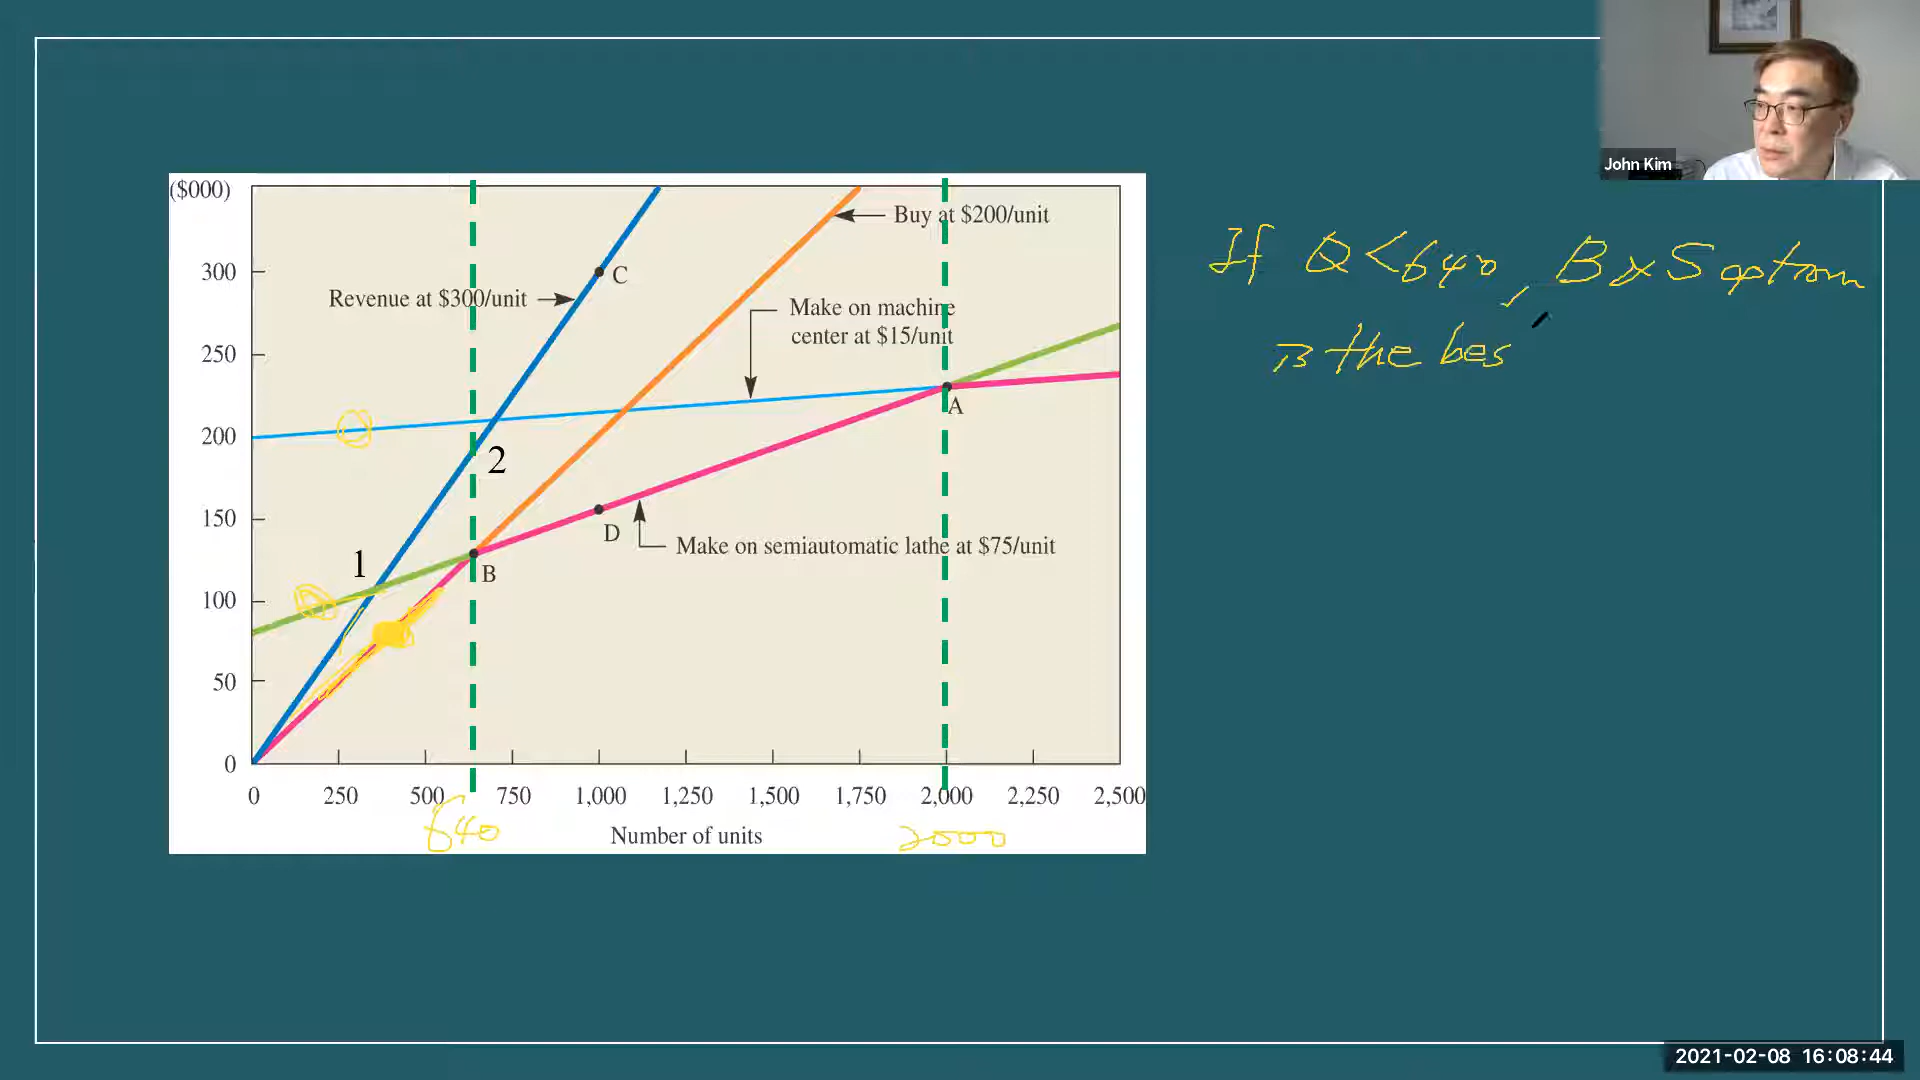 John Kim
($000)
Buy at $200/unit
300
C
Revenue at $300/unit
Make on machine
center at $15/unit
250
A
200
2
150
D
Make on semiautomatic lathe at $75/unit
1
B
100
50
0
0 250 500 750 1,000 1,250 1,500 1,750 2,000 2,250 2,500
640 Number of units 2000
If Q < 640, option
is the bes
2021-02-08 16:08:44